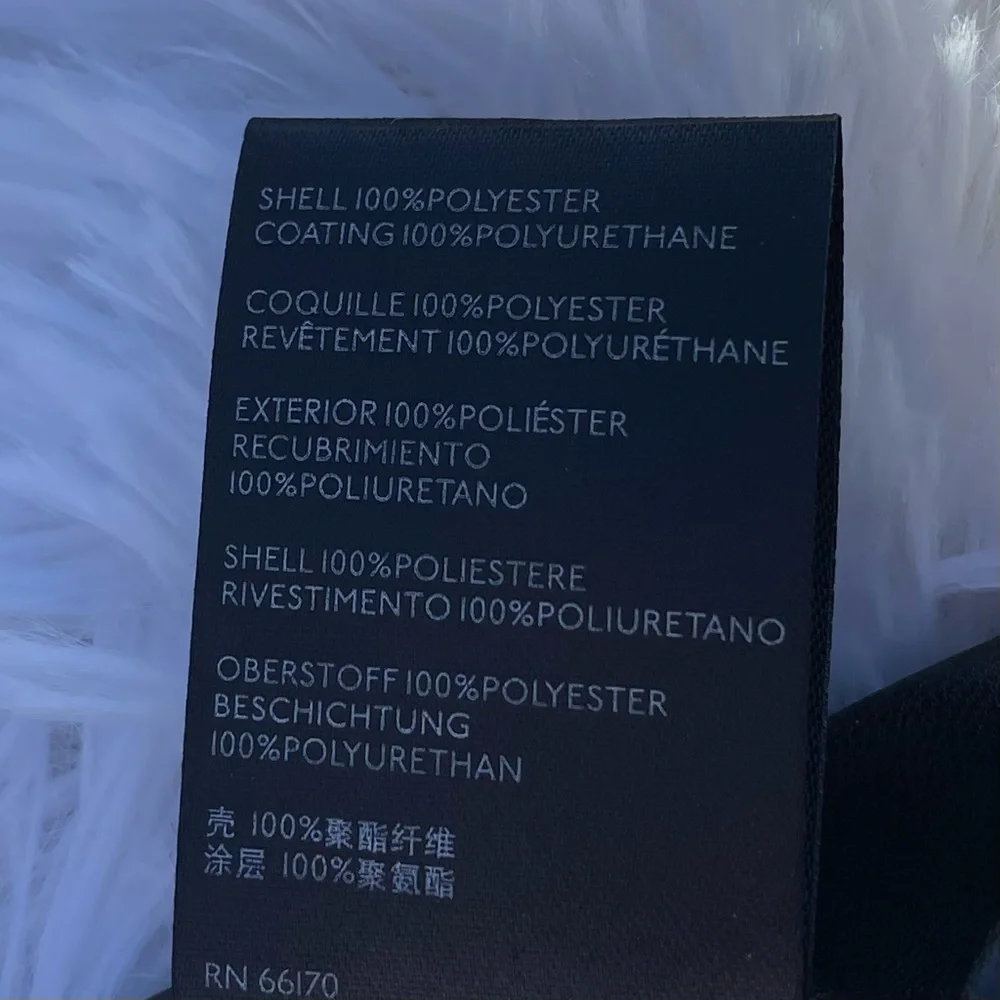 SHELL 100%POLYESTER
COATING 100%POLYURETHANE
COQUILLE 100%POLYESTER
REVÊTEMENT 100%POLYURÉTHANE
EXTERIOR 100%POLIÉSTER
RECUBRIMIENTO
100%POLIURETANO
SHELL 100%POLIESTERE
RIVESTIMENTO 100%POLIURETANO
OBERSTOFF 100%POLYESTER
BESCHICHTUNG
100%POLYURETHAN
壳 100%聚酯纤维
涂层 100%聚氨酯
RN 66170